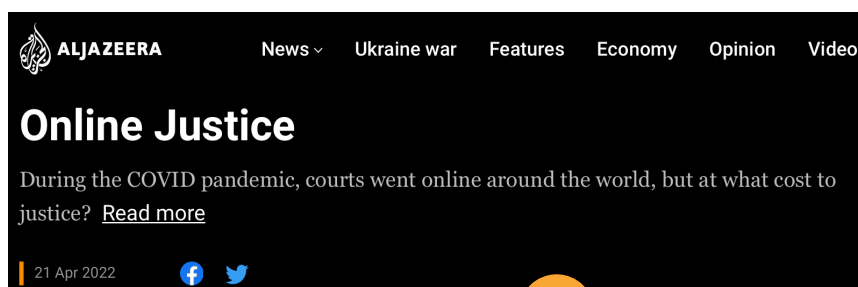 ALJAZEERA News Ukraine war Features Economy Opinion Video
Online Justice
During the COVID pandemic, courts went online around the world, but at what cost to
justice? Read more
21 Apr 2022